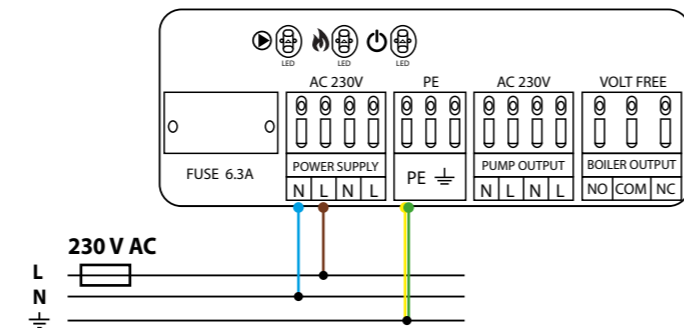 LED LED LED
AC 230V PE AC 230V VOLT FREE
FUSE 6.3A
POWER SUPPLY PE PUMP OUTPUT BOILER OUTPUT
N L N L N L N L NO COM NC
230 V AC
L
N